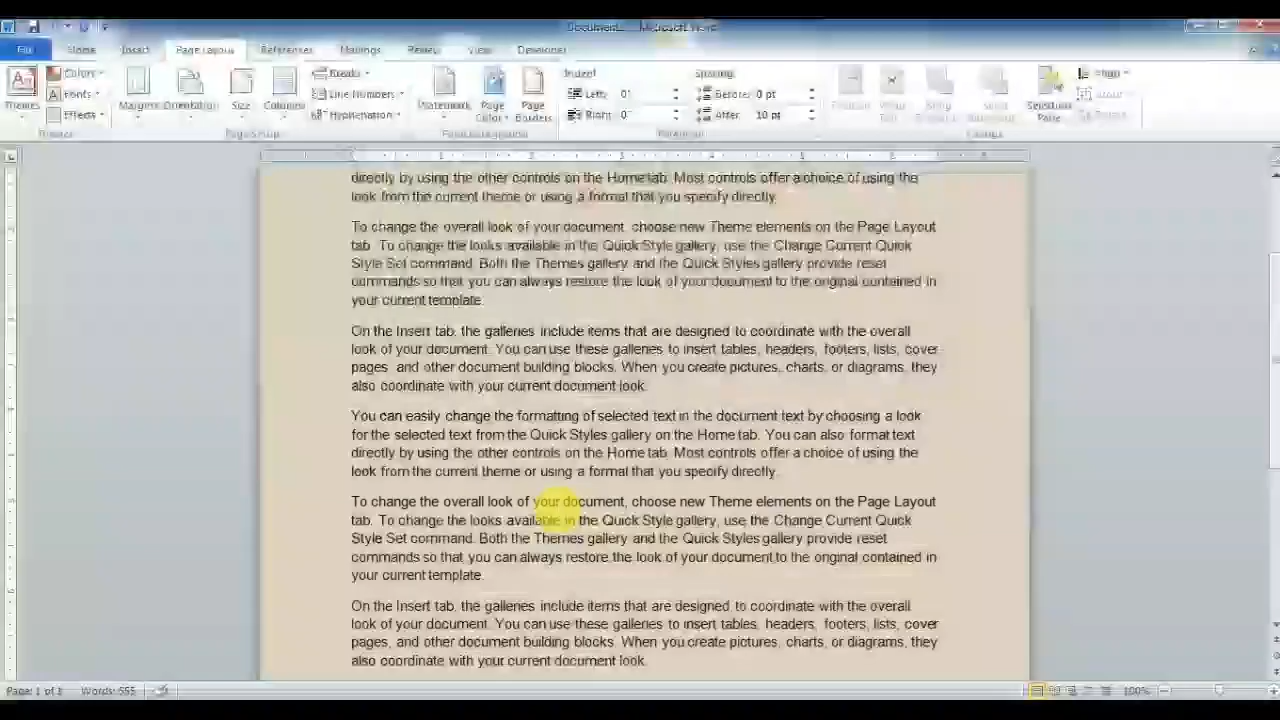 Document... Microsoft Word
File Home Insert Page Layout References Mailings Review View Developer
Colors Breaks Indent Spacing
Themes Fonts Margins Orientation Size Columns Line Numbers Watermark Page Color Page Borders Left: 0" Before: 0 pt Selection Pane
Effects Hyphenation Right: 0" After: 10 pt
Page Setup
directly by using the other controls on the Home tab. Most controls offer a choice of using the
look from the current theme or using a format that you specify directly.
To change the overall look of your document, choose new Theme elements on the Page Layout
tab. To change the looks available in the Quick Style gallery, use the Change Current Quick
Style Set command. Both the Themes gallery and the Quick Styles gallery provide reset
commands so that you can always restore the look of your document to the original contained in
your current template.
On the Insert tab, the galleries include items that are designed to coordinate with the overall
look of your document. You can use these galleries to insert tables, headers, footers, lists, cover
pages, and other document building blocks. When you create pictures, charts, or diagrams, they
also coordinate with your current document look.
You can easily change the formatting of selected text in the document text by choosing a look
for the selected text from the Quick Styles gallery on the Home tab. You can also format text
directly by using the other controls on the Home tab. Most controls offer a choice of using the
look from the current theme or using a format that you specify directly.
To change the overall look of your document, choose new Theme elements on the Page Layout
tab. To change the looks available in the Quick Style gallery, use the Change Current Quick
Style Set command. Both the Themes gallery and the Quick Styles gallery provide reset
commands so that you can always restore the look of your document to the original contained in
your current template.
On the Insert tab, the galleries include items that are designed to coordinate with the overall
look of your document. You can use these galleries to insert tables, headers, footers, lists, cover
pages, and other document building blocks. When you create pictures, charts, or diagrams, they
also coordinate with your current document look.
Page: 1 of 3 Words: 555 100%